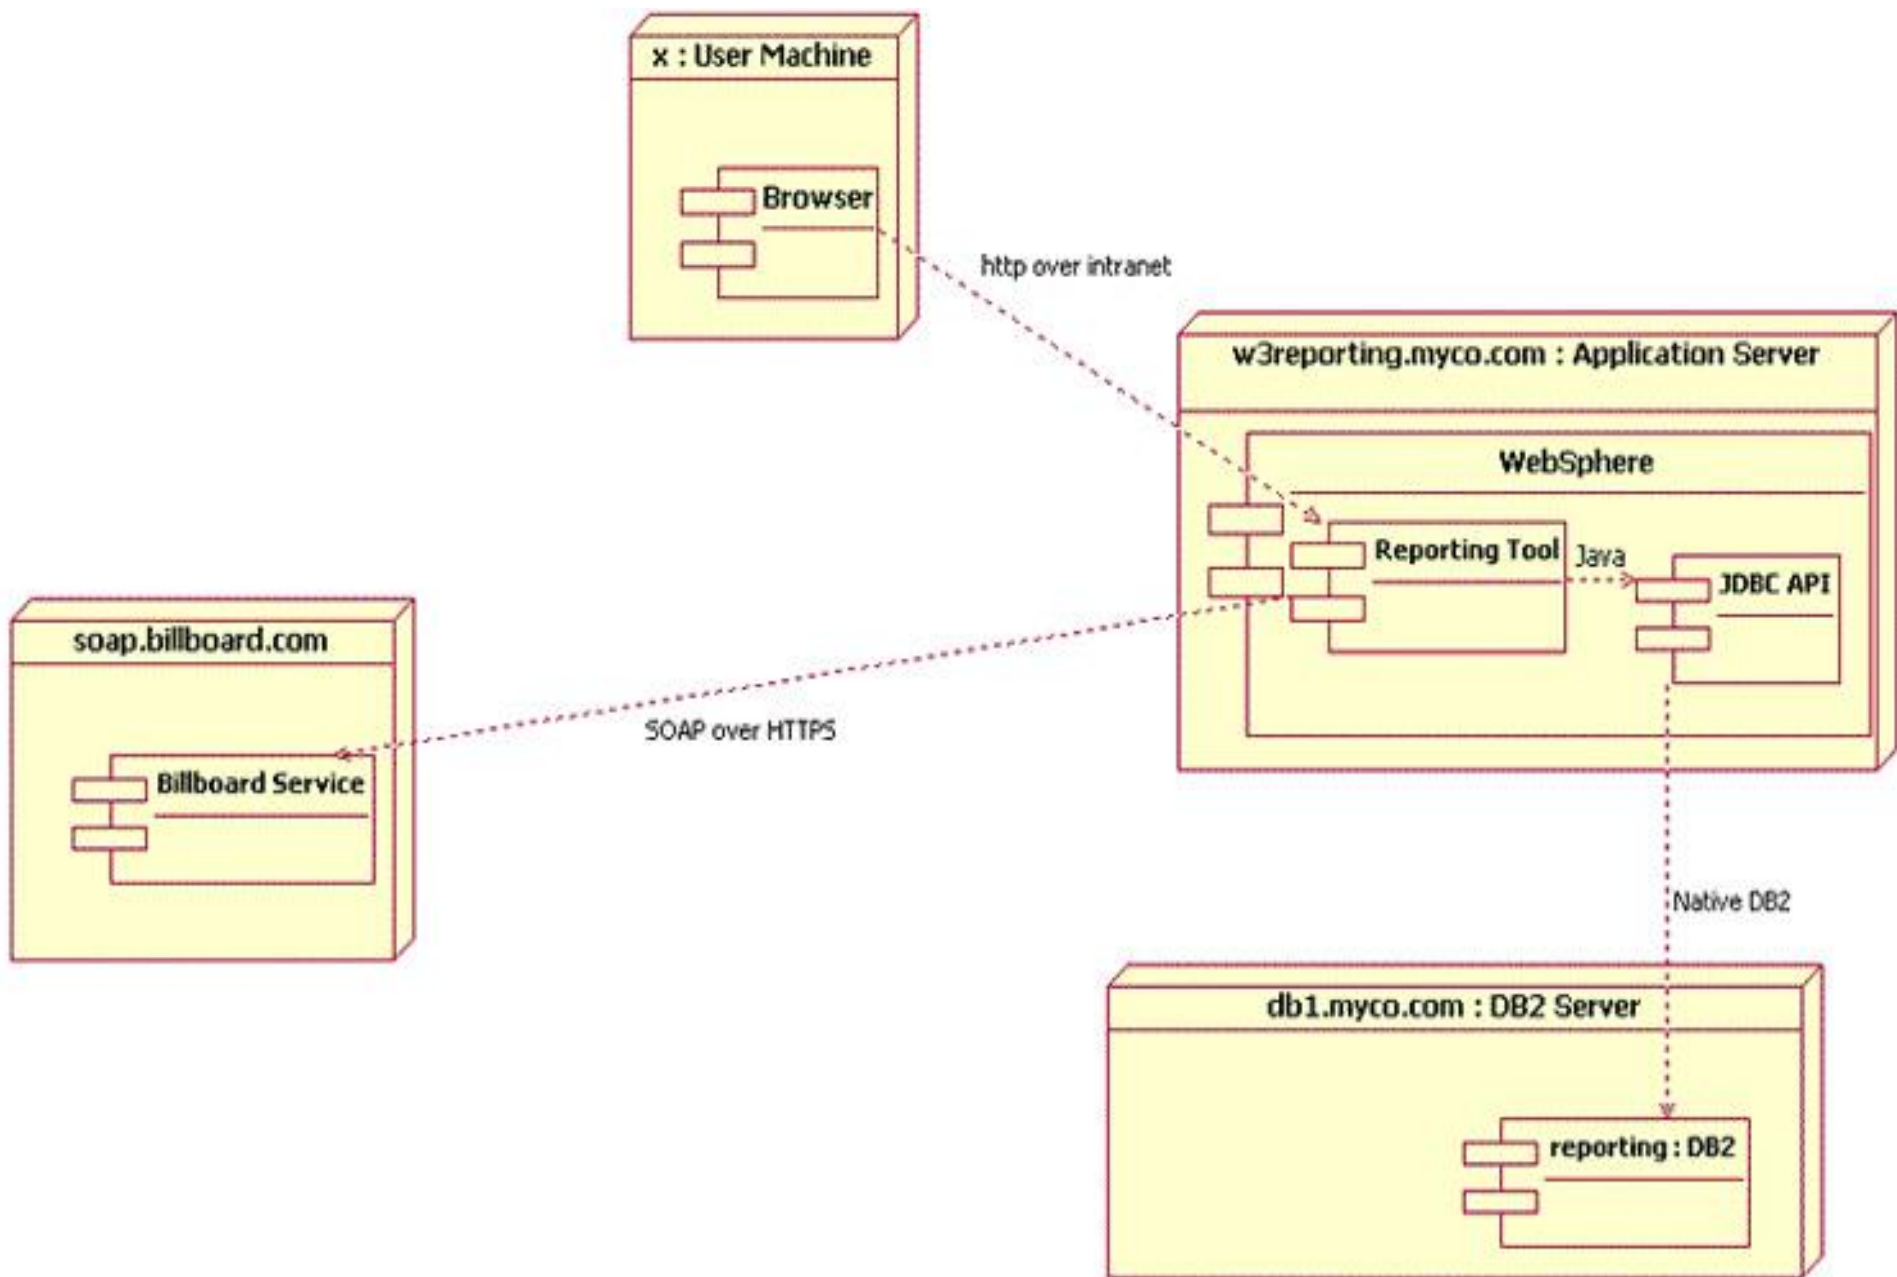 x : User Machine
Browser
http over intranet
w3reporting.myco.com : Application Server
WebSphere
Reporting Tool
Java
JDBC API
soap.billboard.com
SOAP over HTTPS
Billboard Service
Native DB2
db1.myco.com : DB2 Server
reporting : DB2